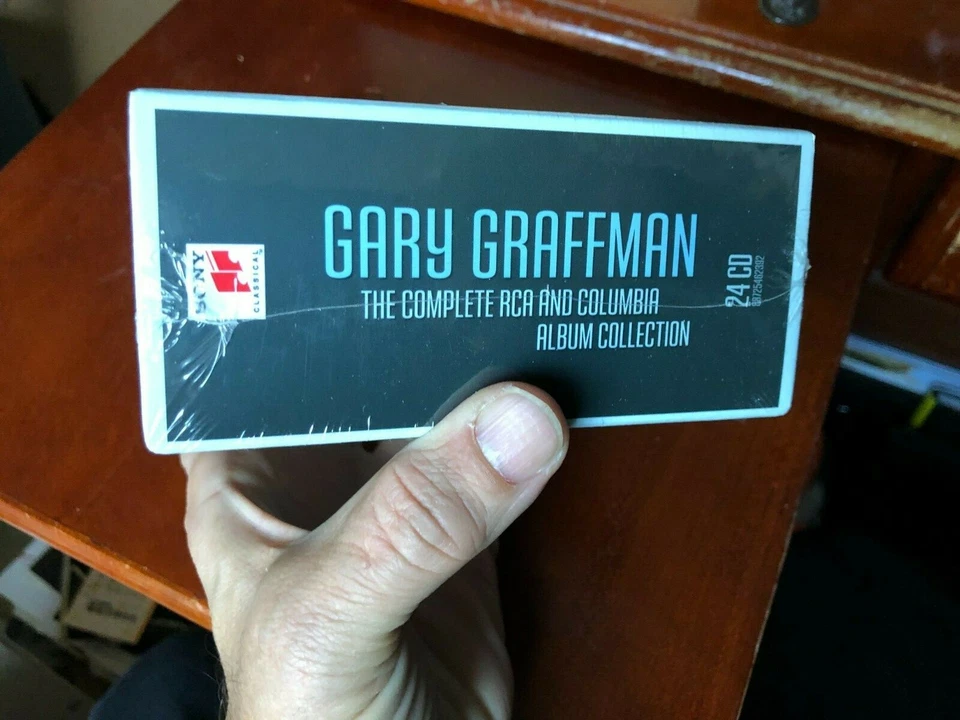 SONY
CLASSICAL
GARY GRAFFMAN
THE COMPLETE RCA AND COLUMBIA
ALBUM COLLECTION
24 CD